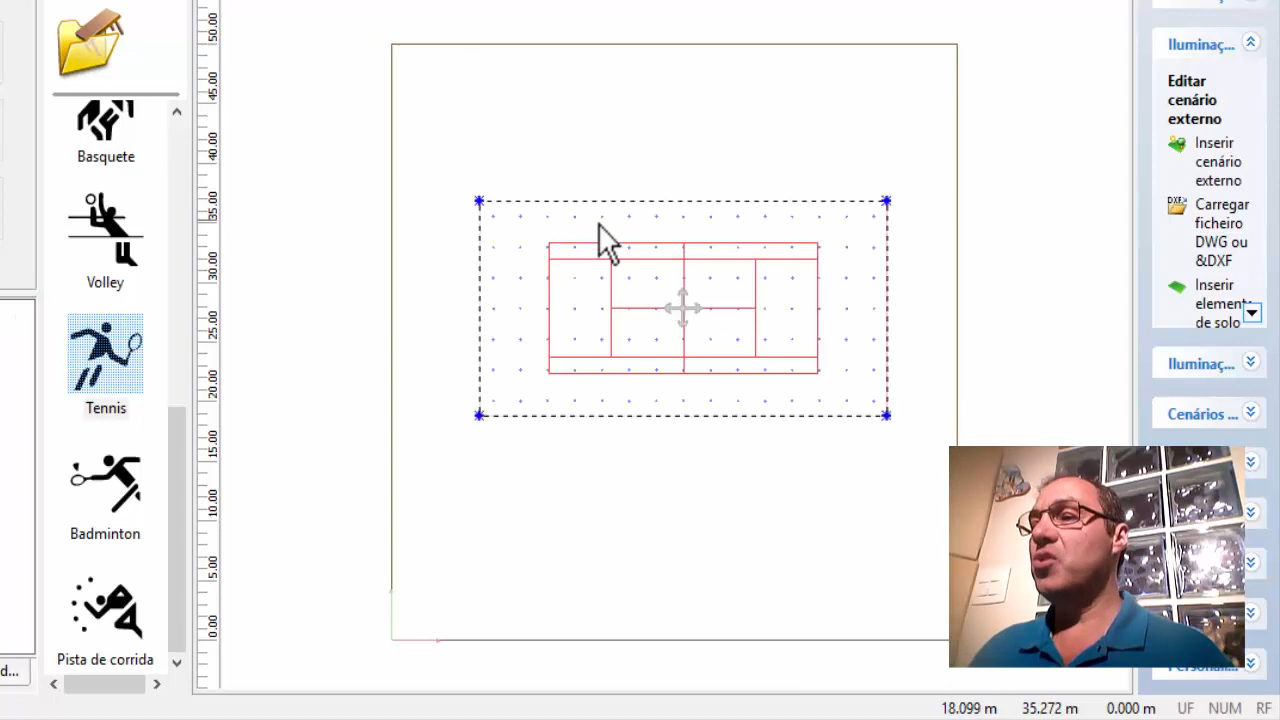 Basquete
Volley
Tennis
Badminton
Pista de corrida
d...
50.00
45.00
40.00
35.00
30.00
25.00
20.00
15.00
10.00
5.00
0.00
Iluminaç...
Editar
cenário
externo
Inserir
cenário
externo
DXF
Carregar
ficheiro
DWG ou
&DXF
Inserir
element
de solo
Iluminaç...
Cenários ...
18.099 m 35.272 m 0.000 m UF NUM RF